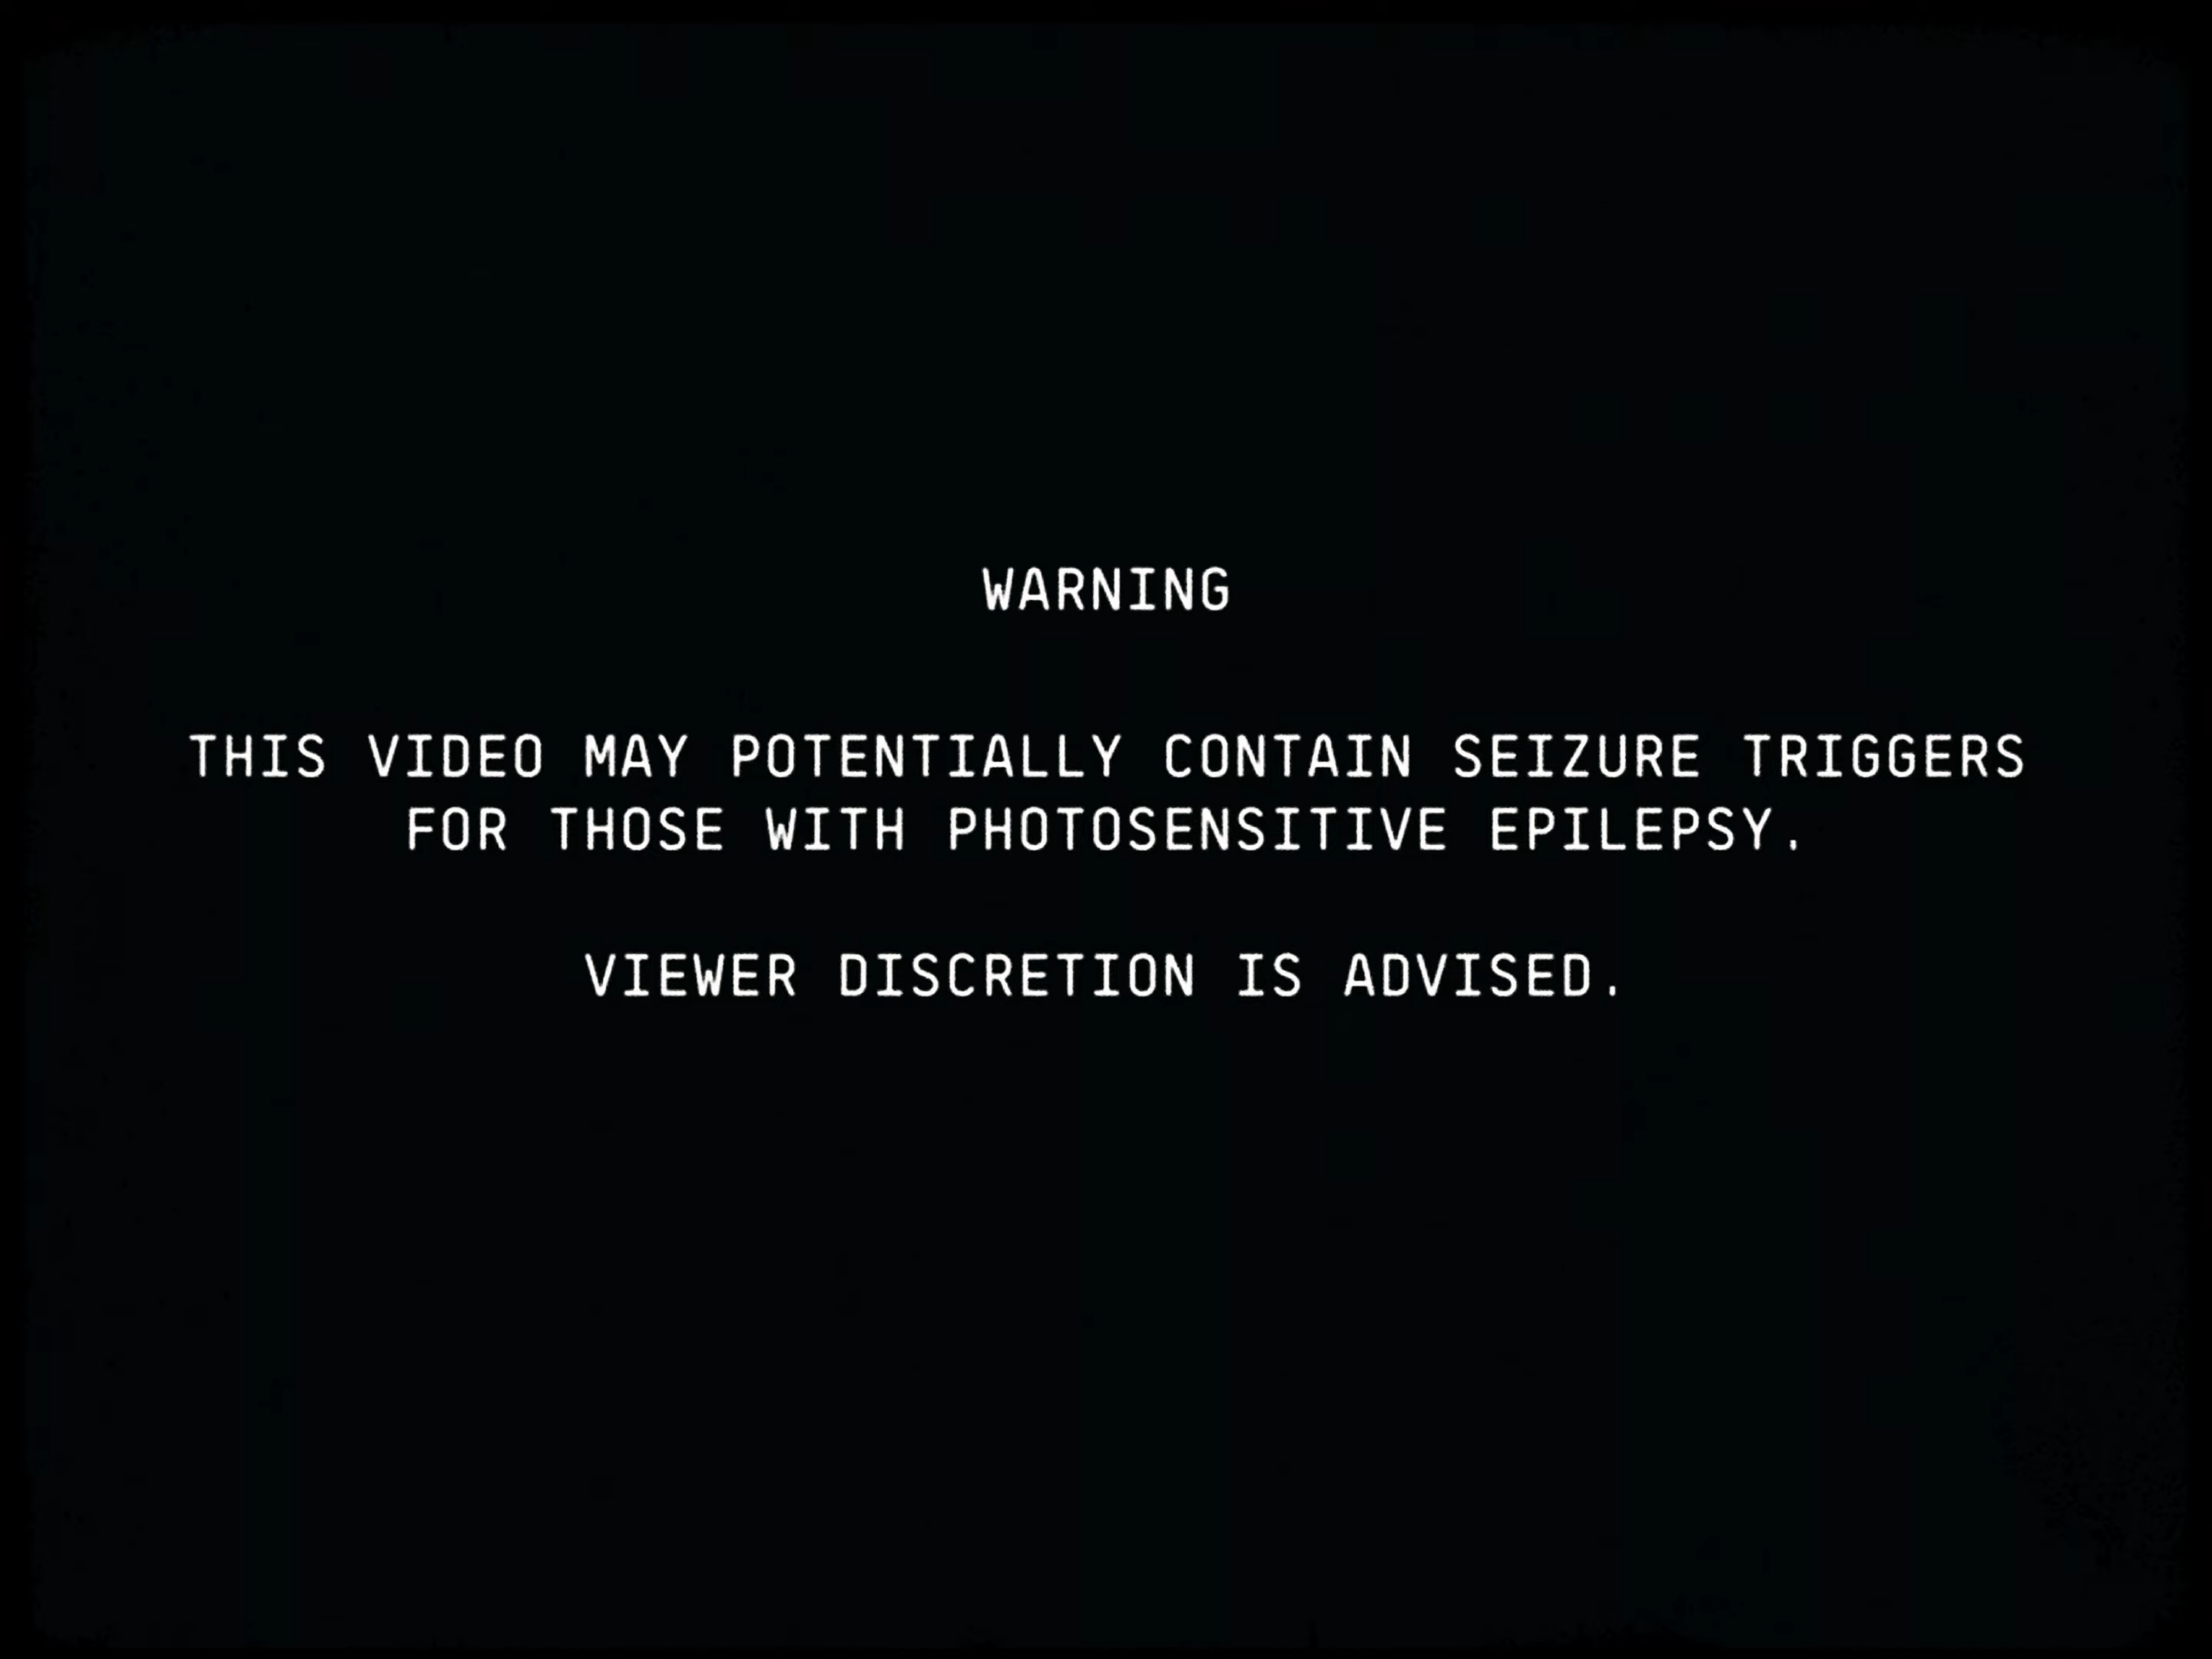 WARNING
THIS VIDEO MAY POTENTIALLY CONTAIN SEIZURE TRIGGERS
FOR THOSE WITH PHOTOSENSITIVE EPILEPSY.
VIEWER DISCRETION IS ADVISED.